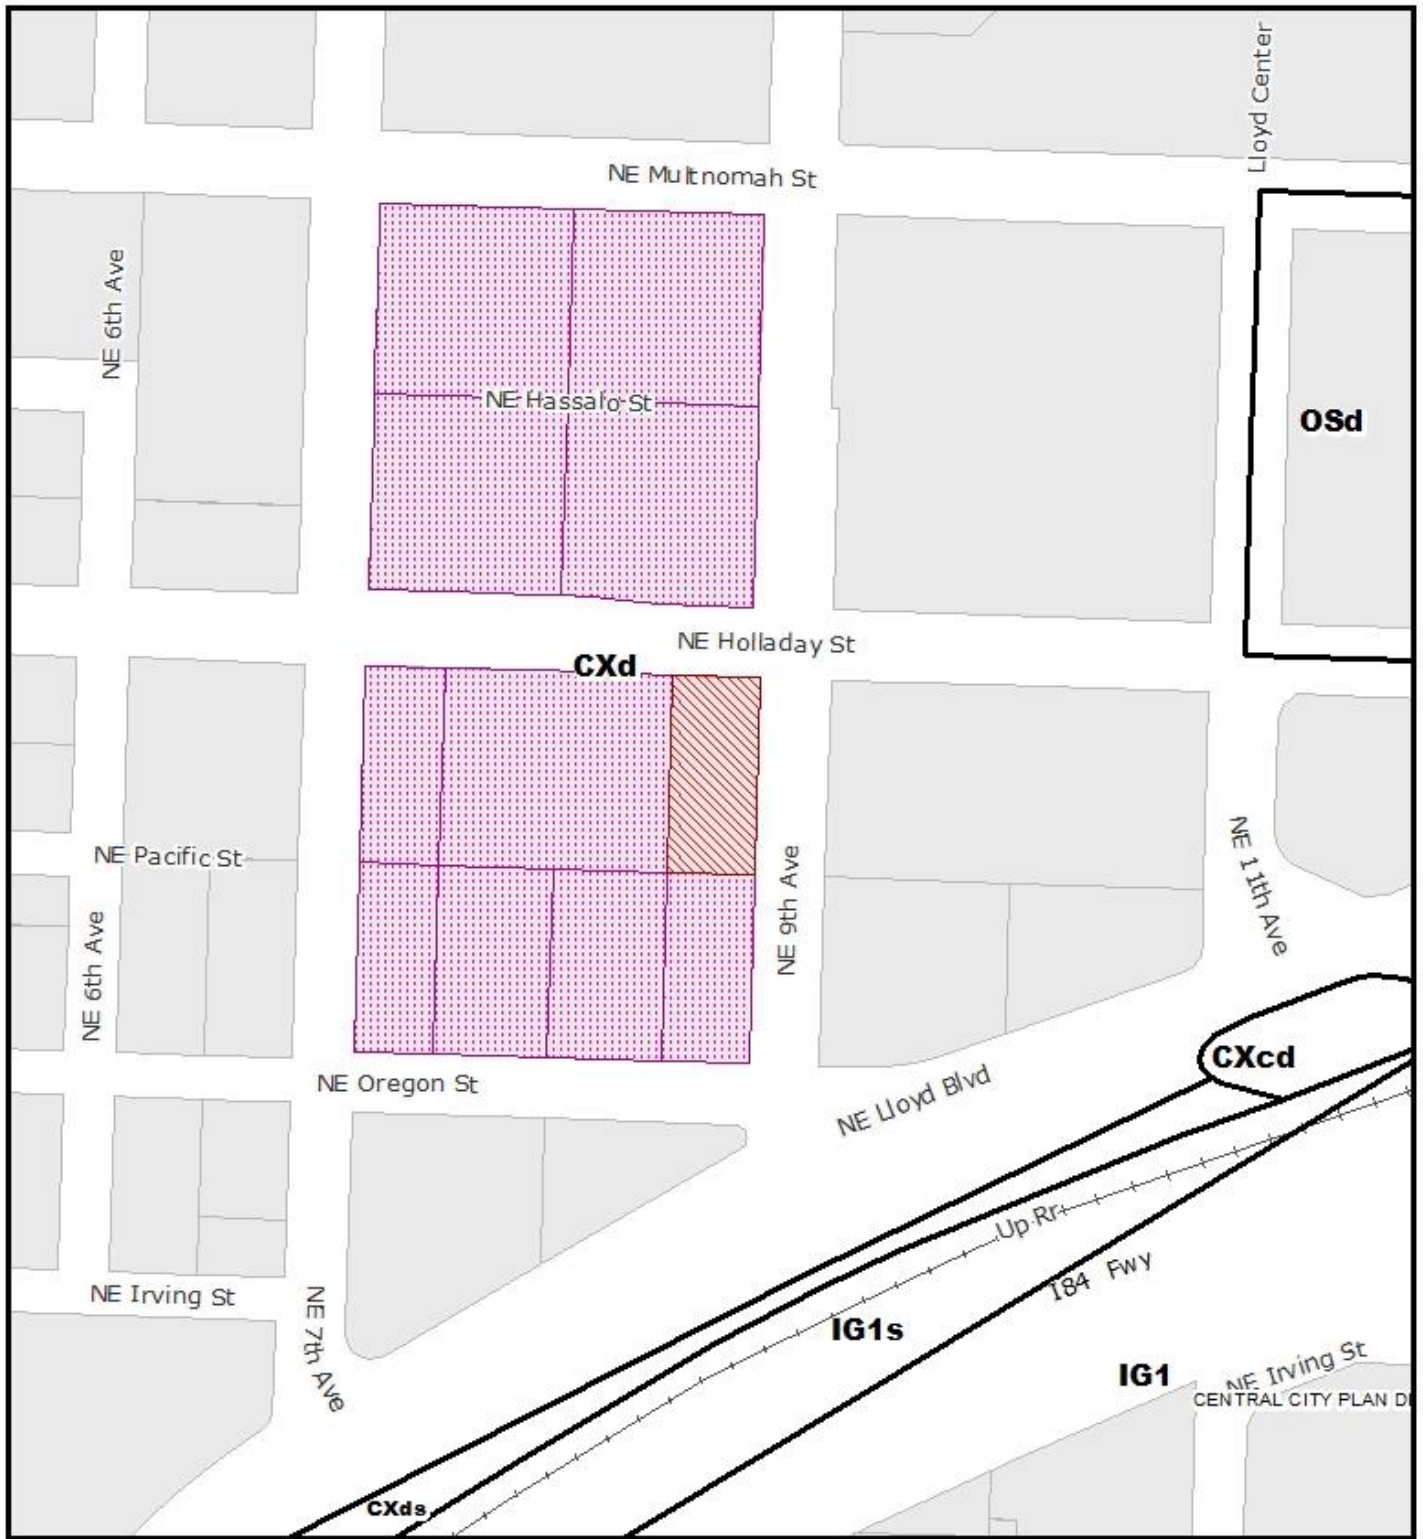 Lloyd Center
NE Multnomah St
NE 6th Ave
NE Hassalo St
OSd
NE Holladay St
CXd
NE Pacific St
NE 9th Ave
NE 11th Ave
NE 6th Ave
CXcd
NE Oregon St
NE Lloyd Blvd
Up Rr
I84 Fwy
NE Irving St
NE 7th Ave
IG1s
IG1
NE Irving St
CENTRAL CITY PLAN D
CXds